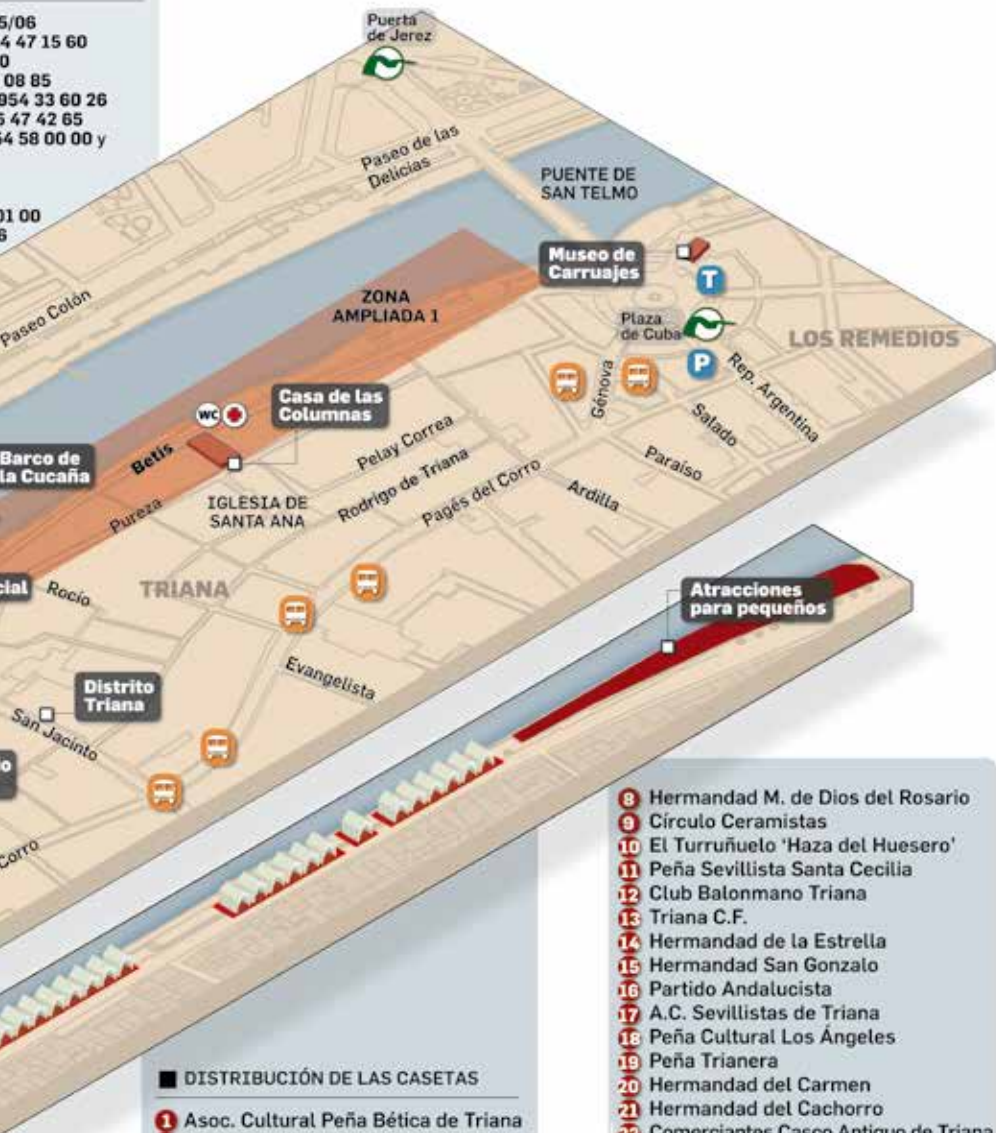 5/06
4 47 15 60
0
08 85
954 33 60 26
5 47 42 65
54 58 00 00 y
01 00
6
Puerta
de Jerez
Paseo de las
Delicias
PUENTE DE
SAN TELMO
Museo de
Carruajes
T
ZONA
AMPLIADA 1
Paseo Colón
Plaza
de Cuba
LOS REMEDIOS
P
Rep. Argentina
Génova
Salado
Casa de las
Columnas
WC
Barco de
la Cucaña
Betis
Pelay Correa
Paraíso
Pureza
IGLESIA DE
SANTA ANA
Rodrigo de Triana
Pagés del Corro
Ardilla
cial
Rocío
TRIANA
Atracciones
para pequeños
Evangelista
Distrito
Triana
San Jacinto
o
Corro
8 Hermandad M. de Dios del Rosario
9 Círculo Ceramistas
10 El Turruñuelo ‘Haza del Huesero’
11 Peña Sevillista Santa Cecilia
12 Club Balonmano Triana
13 Triana C.F.
14 Hermandad de la Estrella
15 Hermandad San Gonzalo
16 Partido Andalucista
17 A.C. Sevillistas de Triana
18 Peña Cultural Los Ángeles
19 Peña Trianera
20 Hermandad del Carmen
21 Hermandad del Cachorro
22 Comerciantes Casco Antiguo de Triana
DISTRIBUCIÓN DE LAS CASETAS
1 Asoc. Cultural Peña Bética de Triana